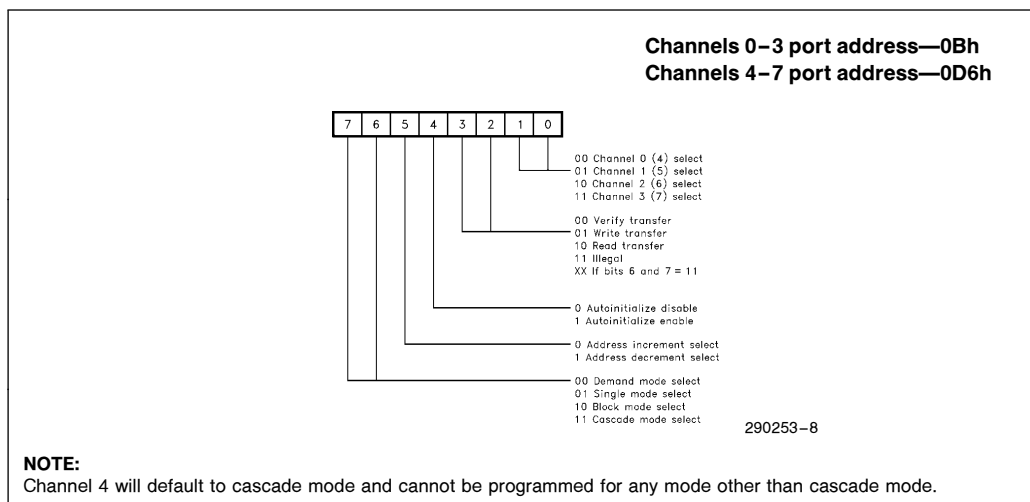 Channels 0–3 port address—0Bh
Channels 4–7 port address—0D6h
7 6 5 4 3 2 1 0
00 Channel 0 (4) select
01 Channel 1 (5) select
10 Channel 2 (6) select
11 Channel 3 (7) select
00 Verify transfer
01 Write transfer
10 Read transfer
11 Illegal
XX If bits 6 and 7 = 11
0 Autoinitialize disable
1 Autoinitialize enable
0 Address increment select
1 Address decrement select
00 Demand mode select
01 Single mode select
10 Block mode select
11 Cascade mode select
290253–8
NOTE:
Channel 4 will default to cascade mode and cannot be programmed for any mode other than cascade mode.